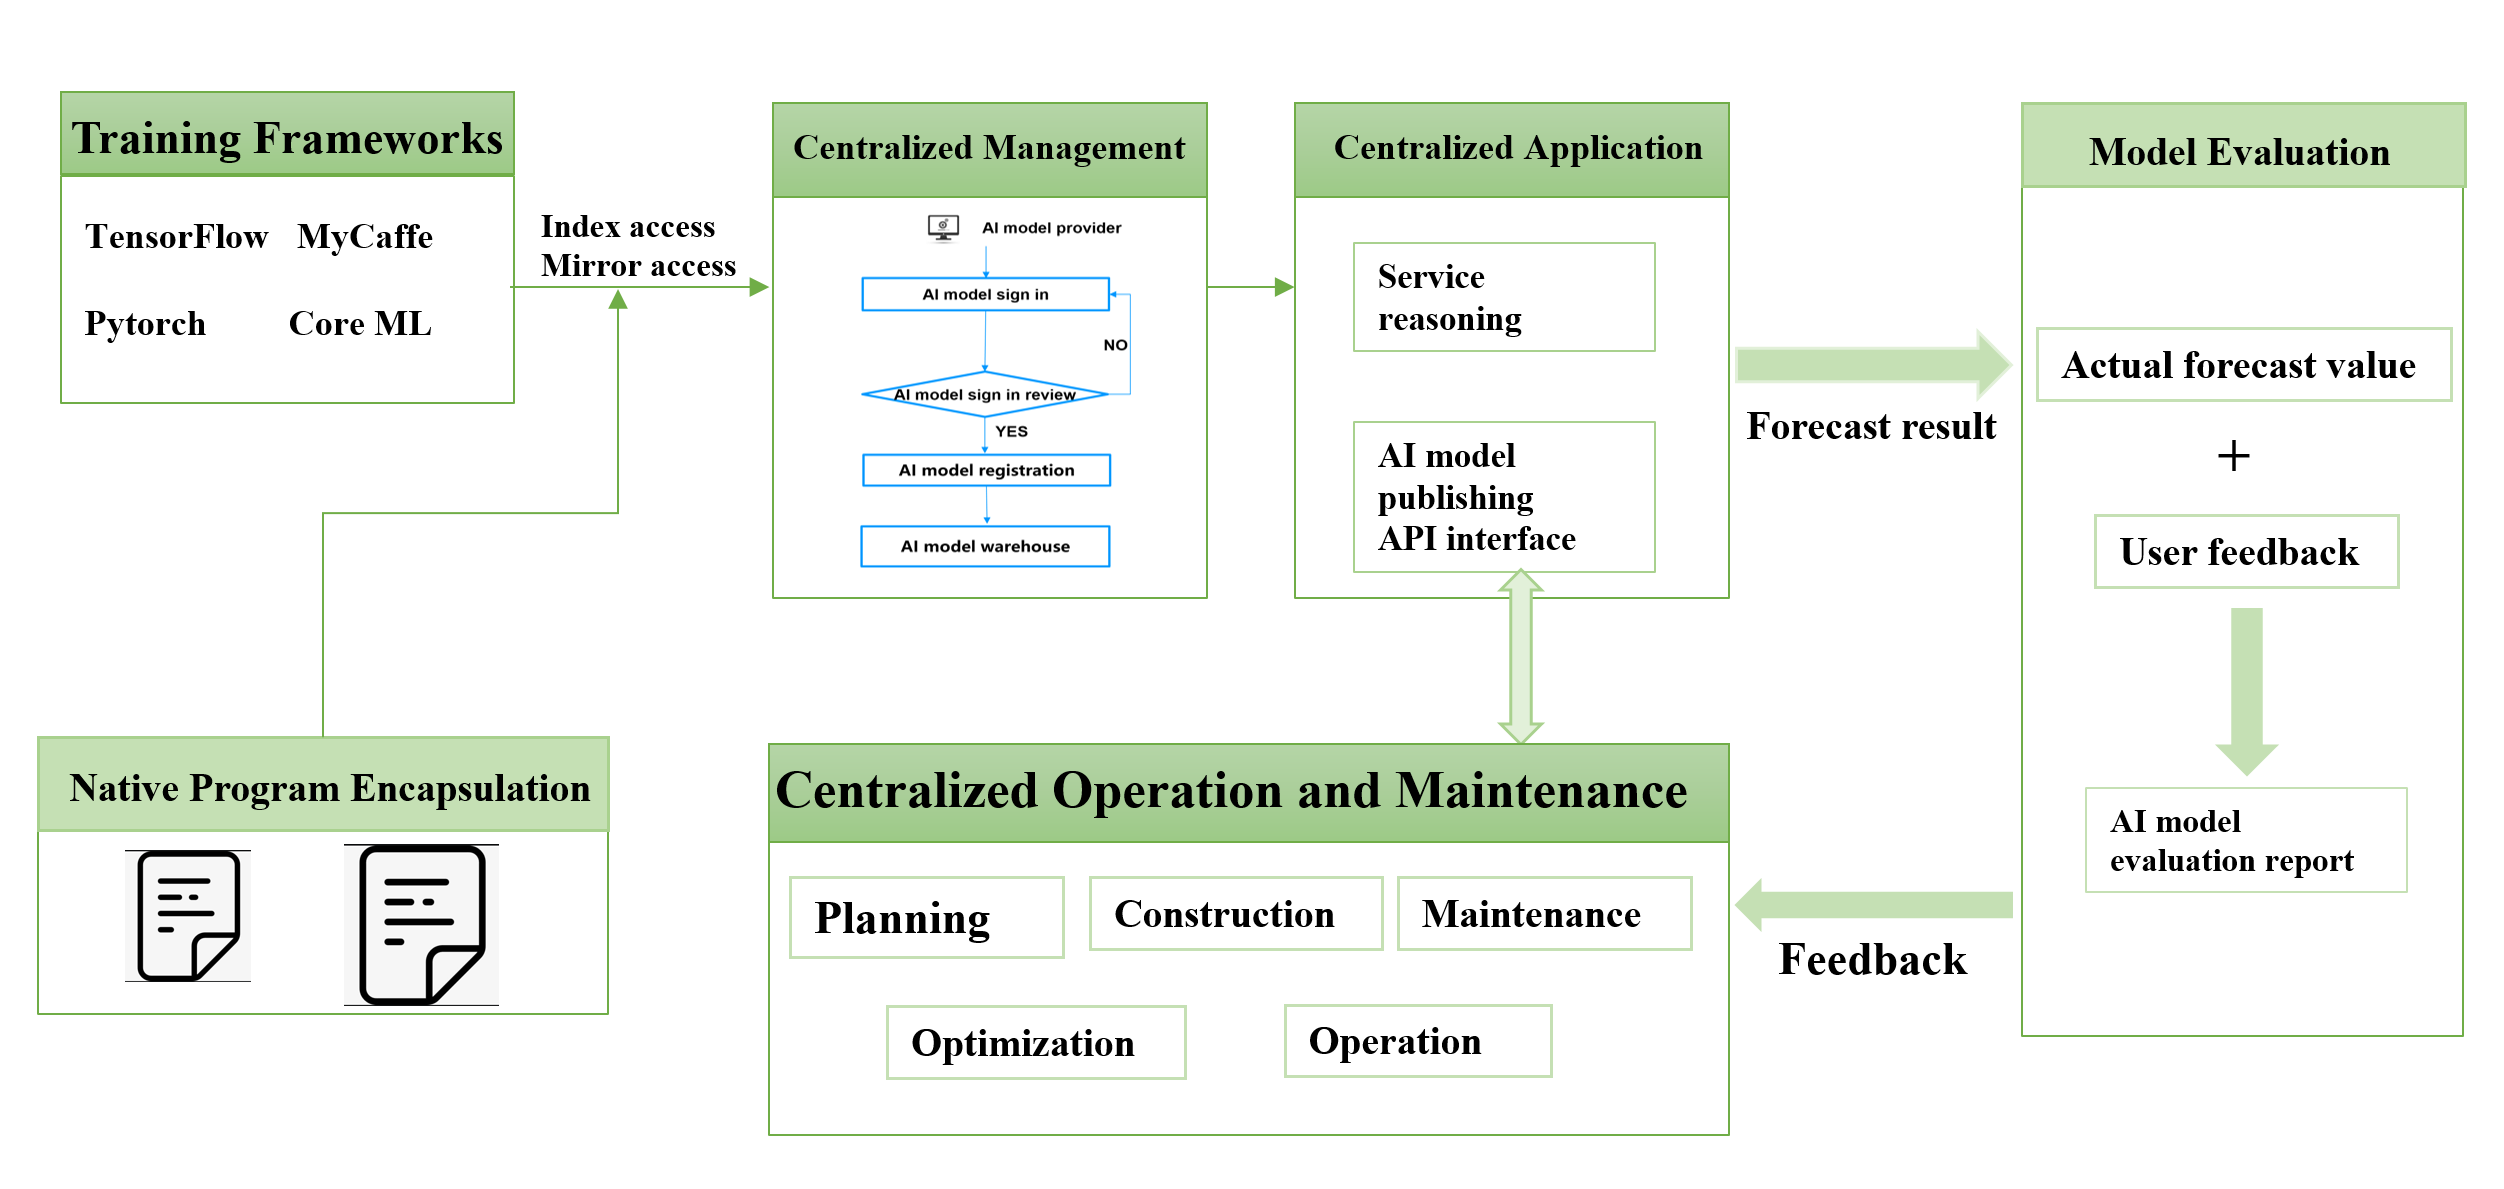 Training Frameworks
TensorFlow MyCaffe
Pytorch Core ML
Index access
Mirror access
Native Program Encapsulation
Centralized Management
AI model provider
AI model sign in
NO
AI model sign in review
YES
AI model registration
AI model warehouse
Centralized Application
Service
reasoning
AI model
publishing
API interface
Forecast result
Model Evaluation
Actual forecast value
+
User feedback
AI model
evaluation report
Feedback
Centralized Operation and Maintenance
Planning
Construction
Maintenance
Optimization
Operation